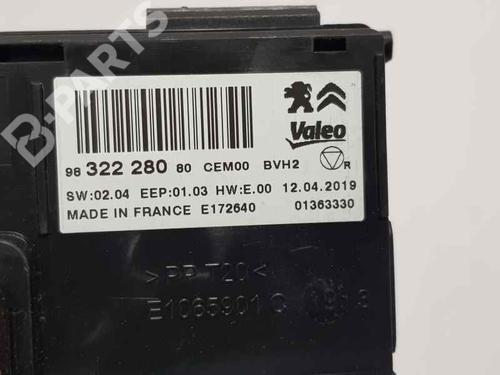 B-PARTS
Valeo
98 322 280 80 CEM00 BVH2
R
SW:02.04 EEP:01.03 HW:E.00 12.04.2019
MADE IN FRANCE E172640 01363330
>PP T20<
E1065901 C